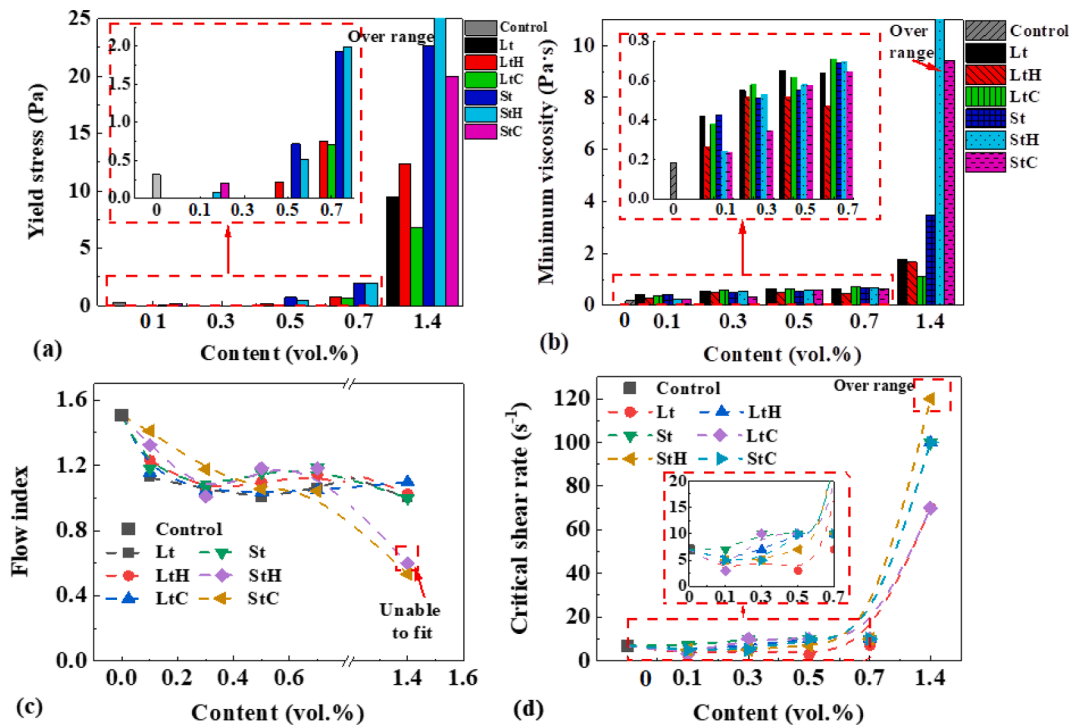 25
20
15
10
5
0
Yield stress (Pa)
2.0
1.5
1.0
0.5
0.0
0
0.1
0.3
0.5
0.7
Over range
Control
Lt
LtH
LtC
St
StH
StC
0 1
0.3
0.5
0.7
1.4
(a)
Content (vol.%)
10
8
6
4
2
0
Minimum viscosity (Pa·s)
0.8
0.6
0.4
0.2
0.0
0
0.1
0.3
0.5
0.7
Over
range
Control
Lt
LtH
LtC
St
StH
StC
0
0.1
0.3
0.5
0.7
1.4
(b)
Content (vol.%)
1.6
1.2
0.8
0.4
0.0
Flow index
Control
Lt
St
LtH
StH
LtC
StC
Unable
to fit
0.0
0.2
0.4
0.6
1.4
1.6
(c)
Content (vol.%)
120
100
80
60
40
20
0
Critical shear rate (s⁻¹)
Control
Lt
LtH
St
LtC
StH
StC
Over range
20
15
10
5
0
0
0.1
0.3
0.5
0.7
0
0.1
0.3
0.5
0.7
1.4
(d)
Content (vol.%)